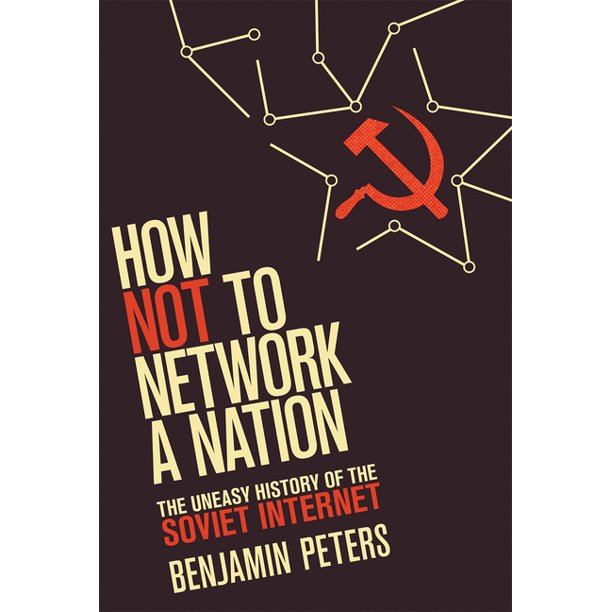 HOW
NOT TO
NETWORK
A NATION
THE UNEASY HISTORY OF THE
SOVIET INTERNET
BENJAMIN PETERS